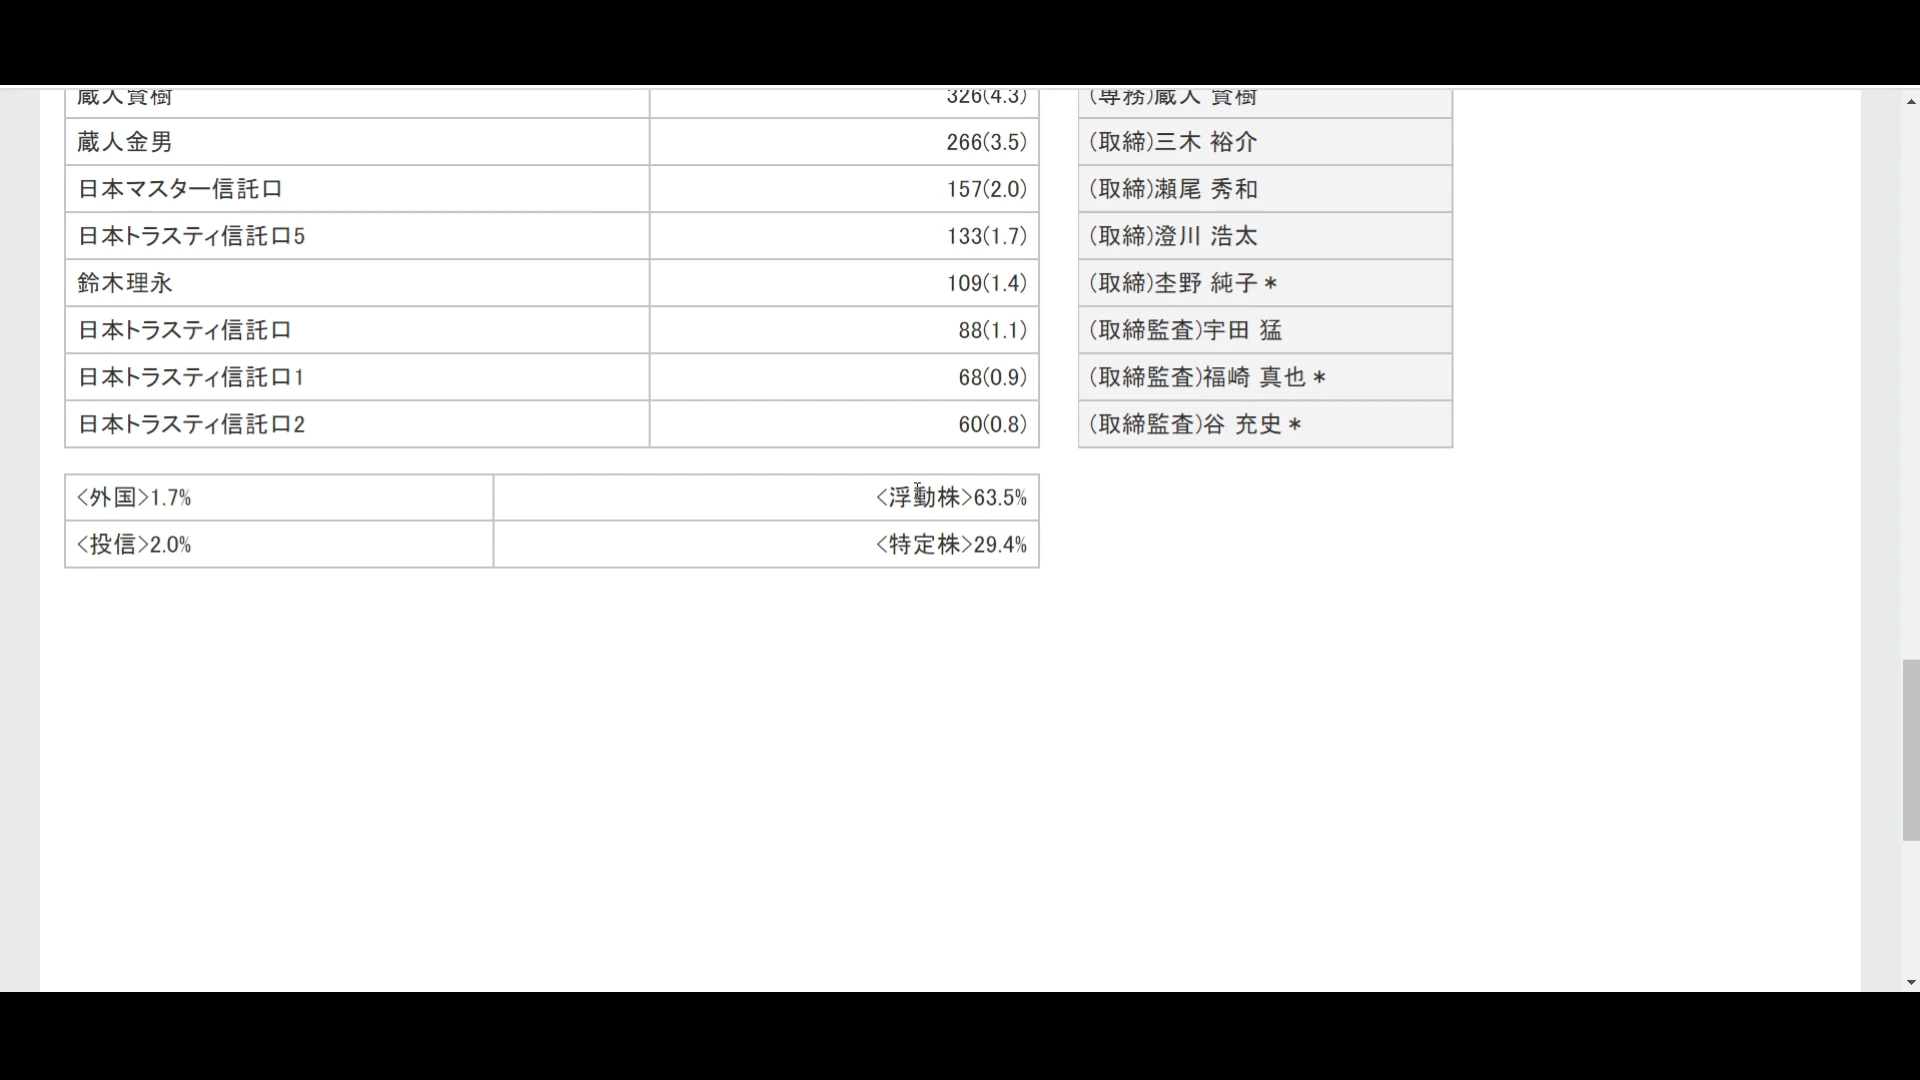 蔵人賢樹 326(4.3)
蔵人金男 266(3.5)
日本マスター信託口 157(2.0)
日本トラスティ信託口5 133(1.7)
鈴木理永 109(1.4)
日本トラスティ信託口 88(1.1)
日本トラスティ信託口1 68(0.9)
日本トラスティ信託口2 60(0.8)
<外国>1.7% <浮動株>63.5%
<投信>2.0% <特定株>29.4%
(専務)蔵人 賢樹
(取締)三木 裕介
(取締)瀬尾 秀和
(取締)澄川 浩太
(取締)杢野 純子*
(取締監査)宇田 猛
(取締監査)福崎 真也*
(取締監査)谷 充史*